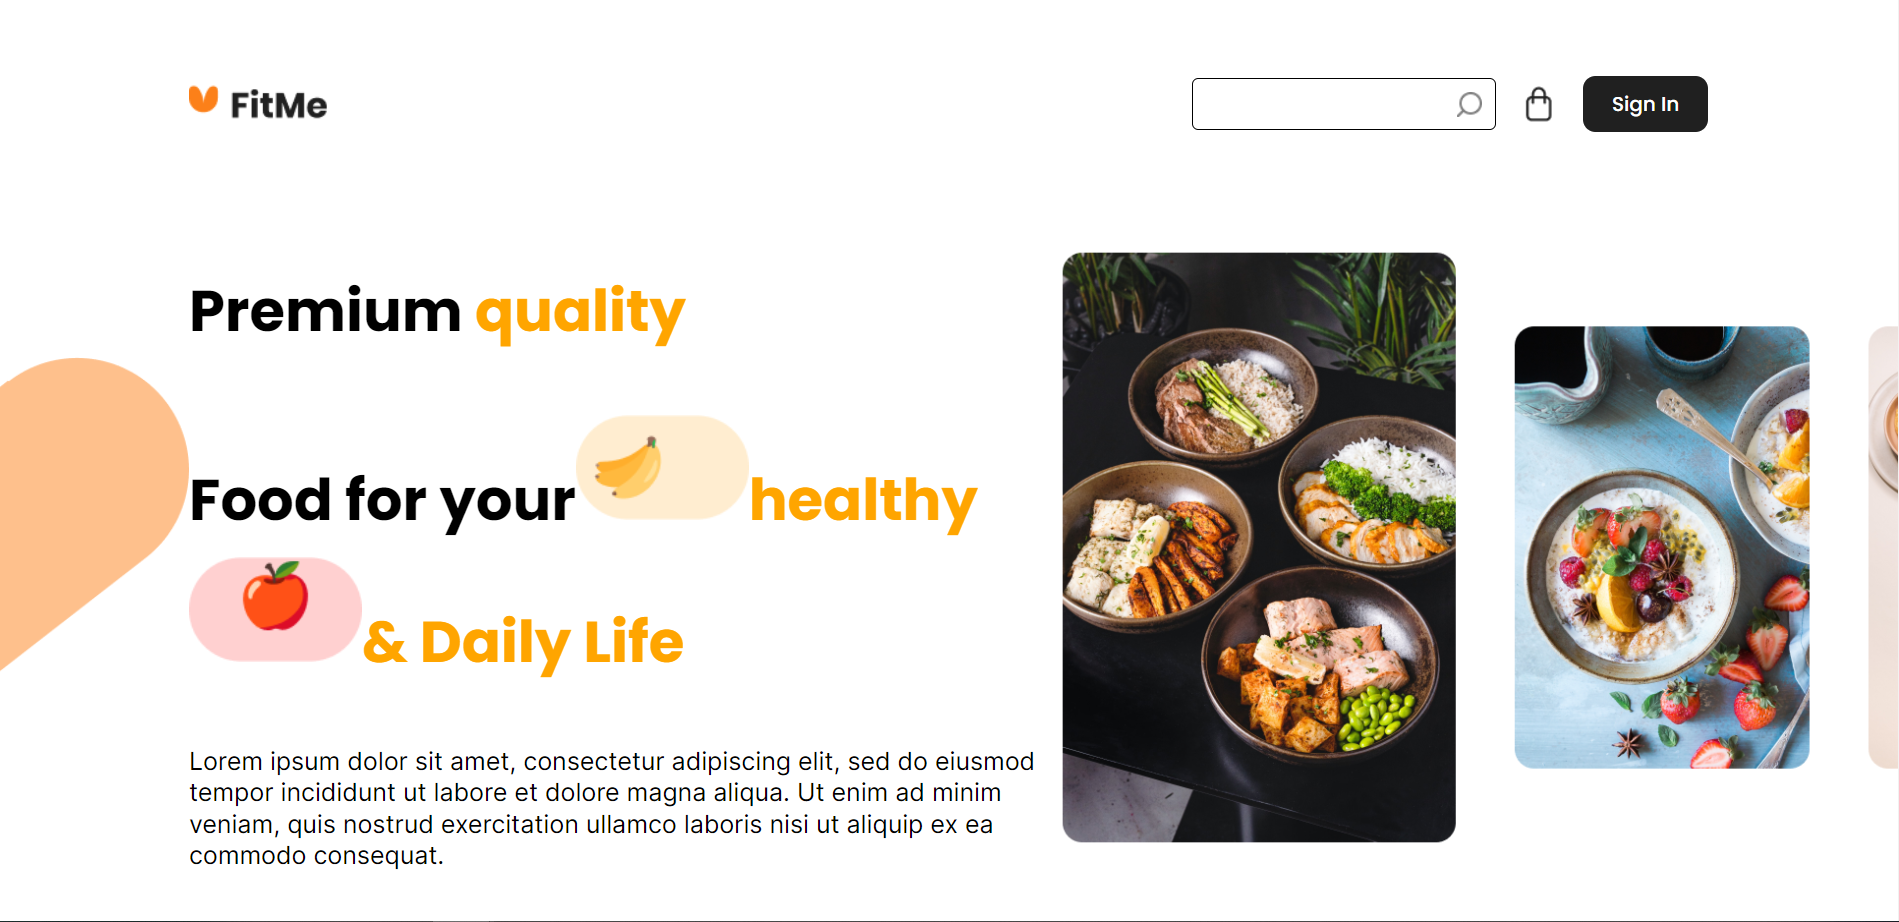 FitMe
Sign In
Premium quality
Food for your healthy
& Daily Life
Lorem ipsum dolor sit amet, consectetur adipiscing elit, sed do eiusmod
tempor incididunt ut labore et dolore magna aliqua. Ut enim ad minim
veniam, quis nostrud exercitation ullamco laboris nisi ut aliquip ex ea
commodo consequat.